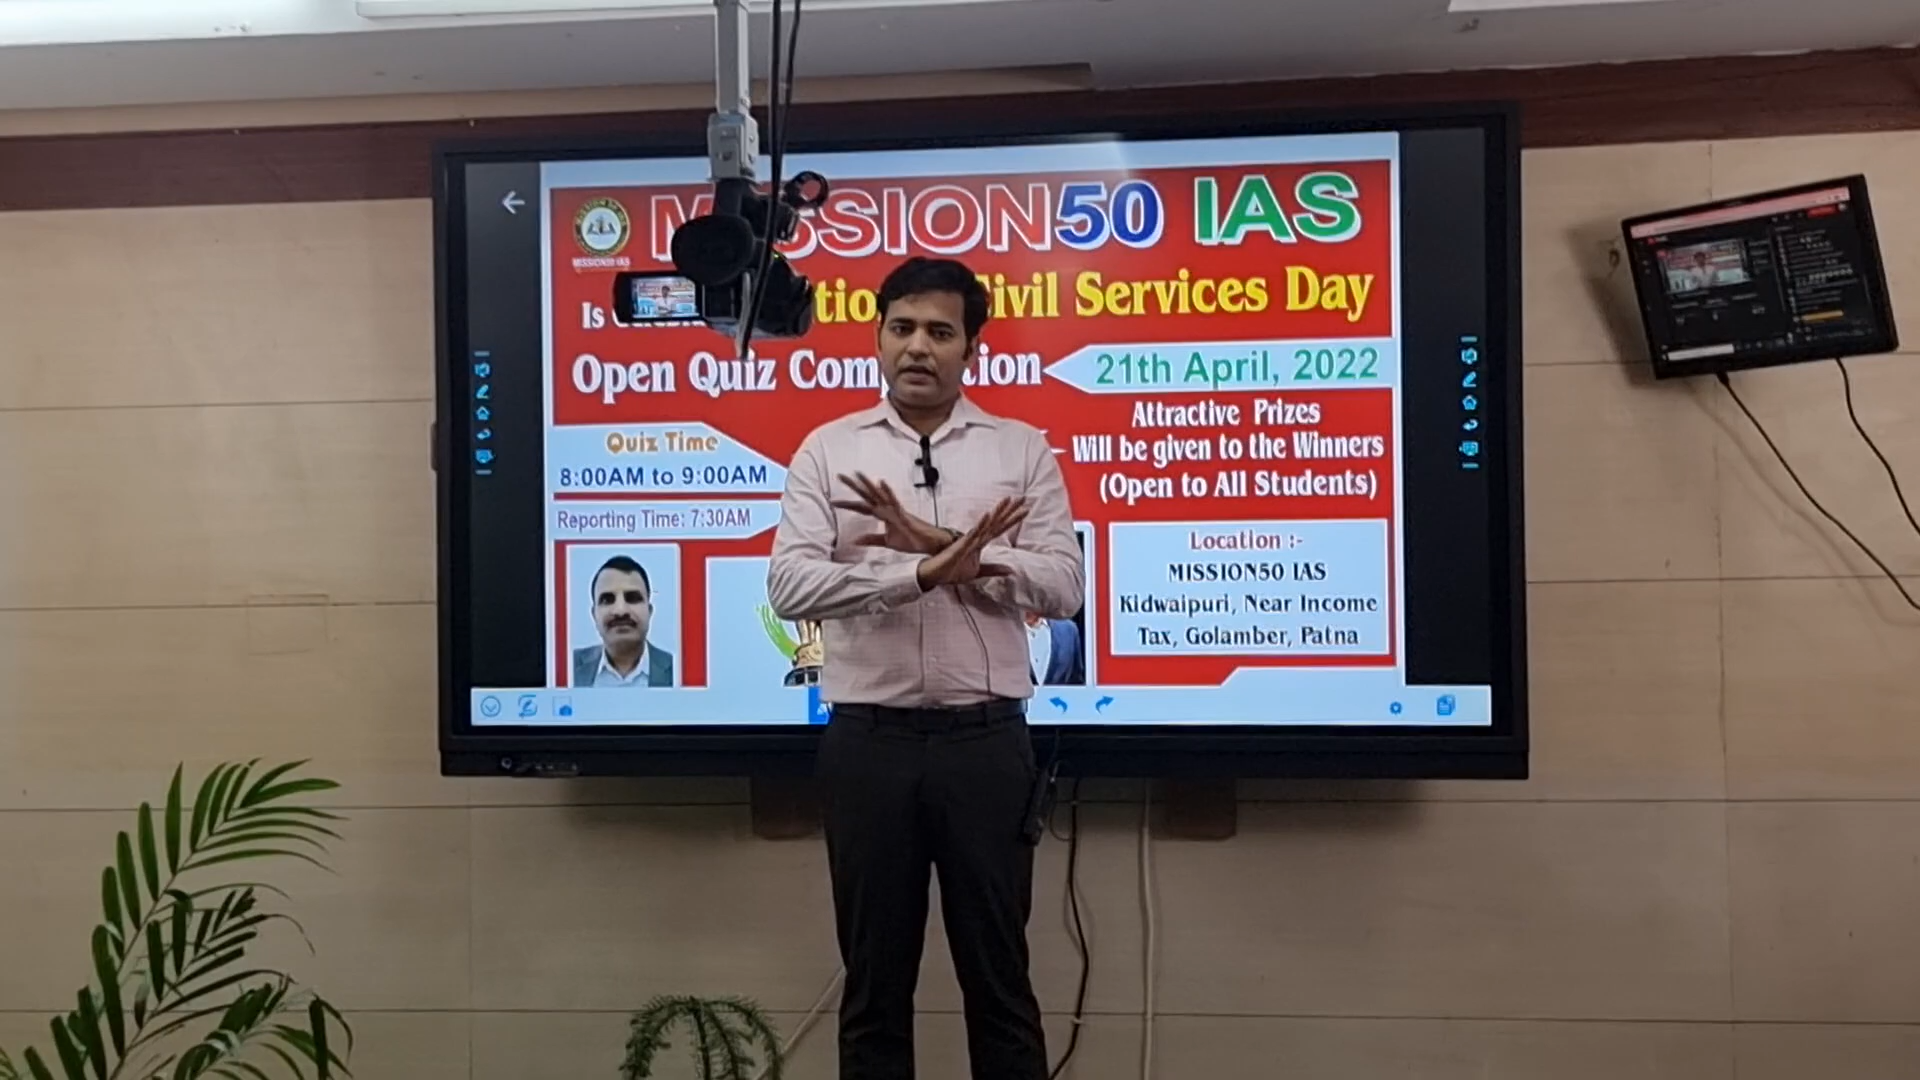 MISSION50 IAS
MISSION50 IAS
Is
Civil Services Day
Open Quiz
21th April, 2022
Attractive Prizes
Will be given to the Winners
(Open to All Students)
Quiz Time
8:00AM to 9:00AM
Reporting Time: 7:30AM
Location :-
MISSION50 IAS
Kidwaipuri, Near Income
Tax, Golamber, Patna